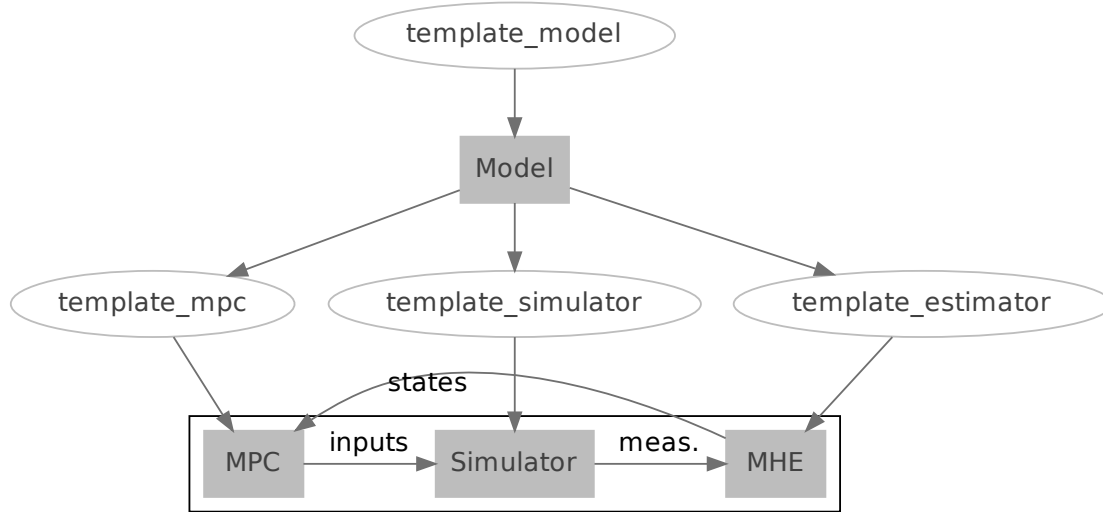 template_model
Model
template_mpc
template_simulator
template_estimator
states
inputs
meas.
MPC
Simulator
MHE